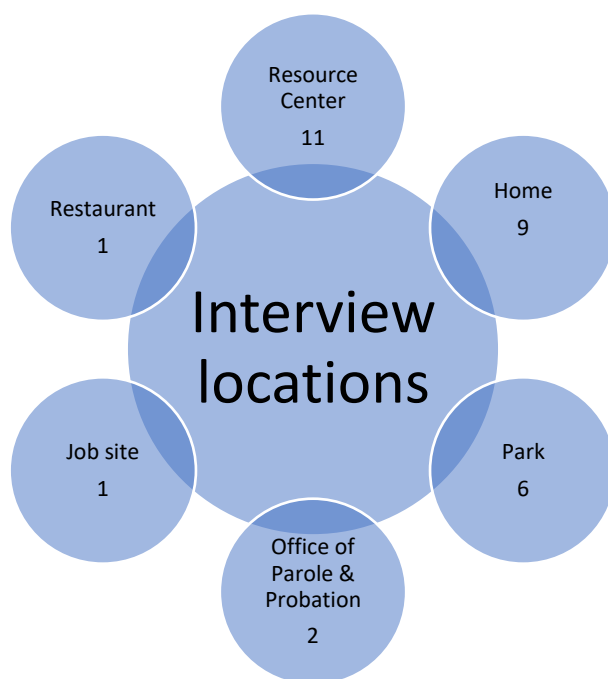 Resource
Center
11
Home
9
Park
6
Office of
Parole &
Probation
2
Job site
1
Restaurant
1
Interview
locations